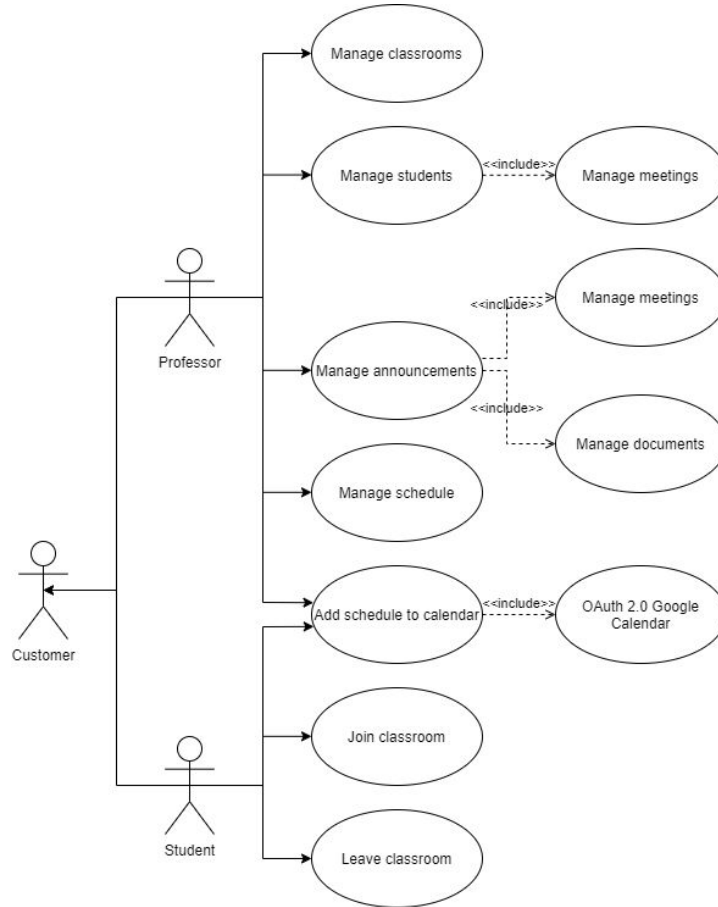 Manage classrooms
Manage students
<<include>>
Manage meetings
Professor
Manage announcements
<<include>>
Manage meetings
<<include>>
Manage documents
Manage schedule
Customer
Add schedule to calendar
<<include>>
OAuth 2.0 Google
Calendar
Student
Join classroom
Leave classroom